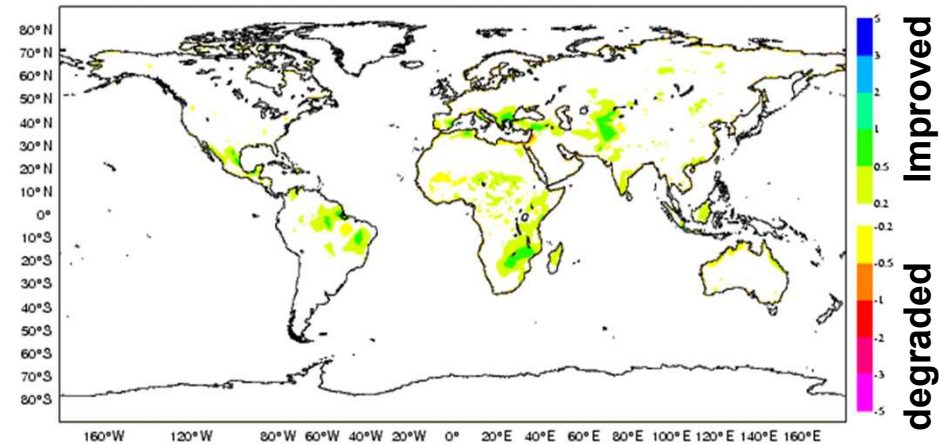 80°N
70°N
60°N
50°N
40°N
30°N
20°N
10°N
0°
10°S
20°S
30°S
40°S
50°S
60°S
70°S
80°S
160°W 120°W 80°W 60°W 40°W 20°W 0° 20°E 40°E 60°E 80°E 100°E 120°E 140°E 160°E
5
3
2
1
0.5
0.2
-0.2
-0.5
-1
-2
-3
-5
Improved
degraded